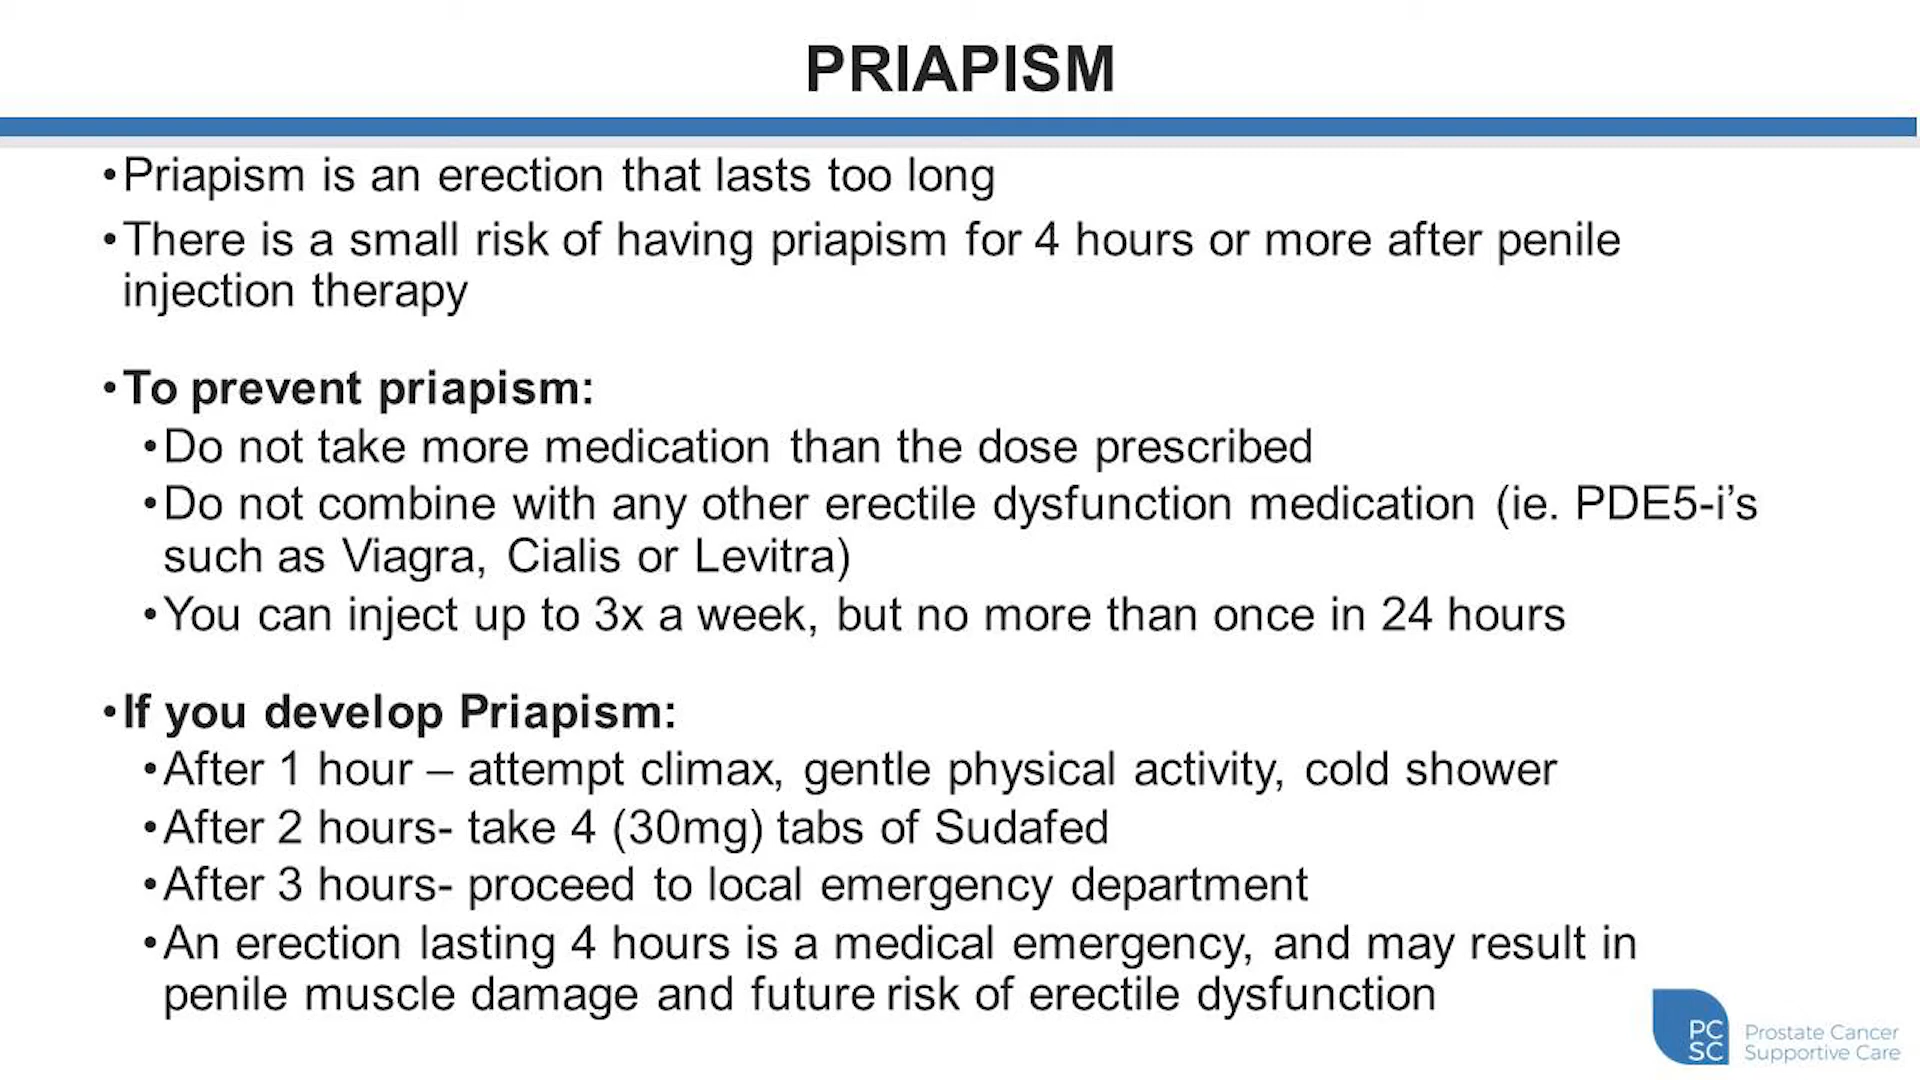 PRIAPISM
•Priapism is an erection that lasts too long
•There is a small risk of having priapism for 4 hours or more after penile
injection therapy
•To prevent priapism:
•Do not take more medication than the dose prescribed
•Do not combine with any other erectile dysfunction medication (ie. PDE5-i’s
such as Viagra, Cialis or Levitra)
•You can inject up to 3x a week, but no more than once in 24 hours
•If you develop Priapism:
•After 1 hour – attempt climax, gentle physical activity, cold shower
•After 2 hours- take 4 (30mg) tabs of Sudafed
•After 3 hours- proceed to local emergency department
•An erection lasting 4 hours is a medical emergency, and may result in
penile muscle damage and future risk of erectile dysfunction
PC
SC
Prostate Cancer
Supportive Care